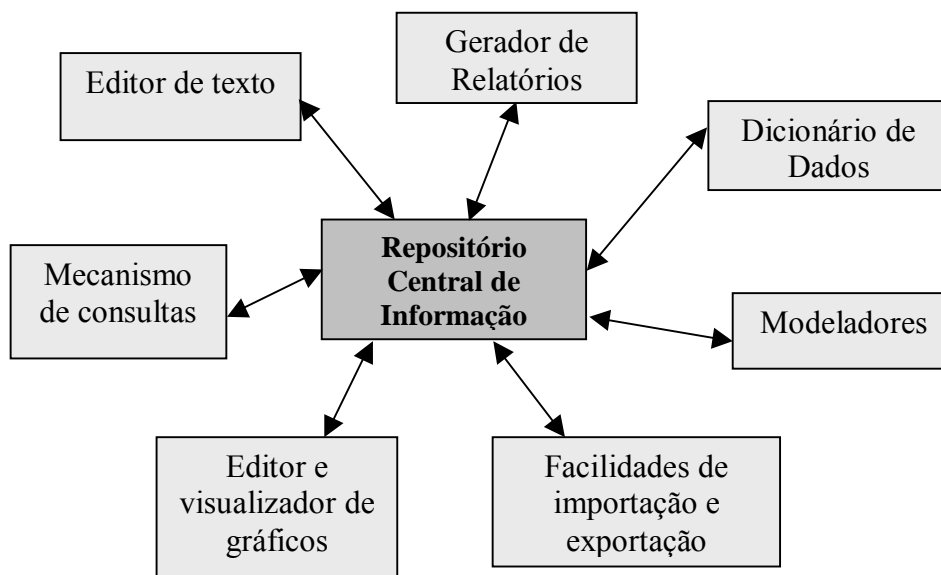 Gerador de
Relatórios
Editor de texto
Dicionário de
Dados
Repositório
Central de
Informação
Mecanismo
de consultas
Modeladores
Editor e
visualizador de
gráficos
Facilidades de
importação e
exportação